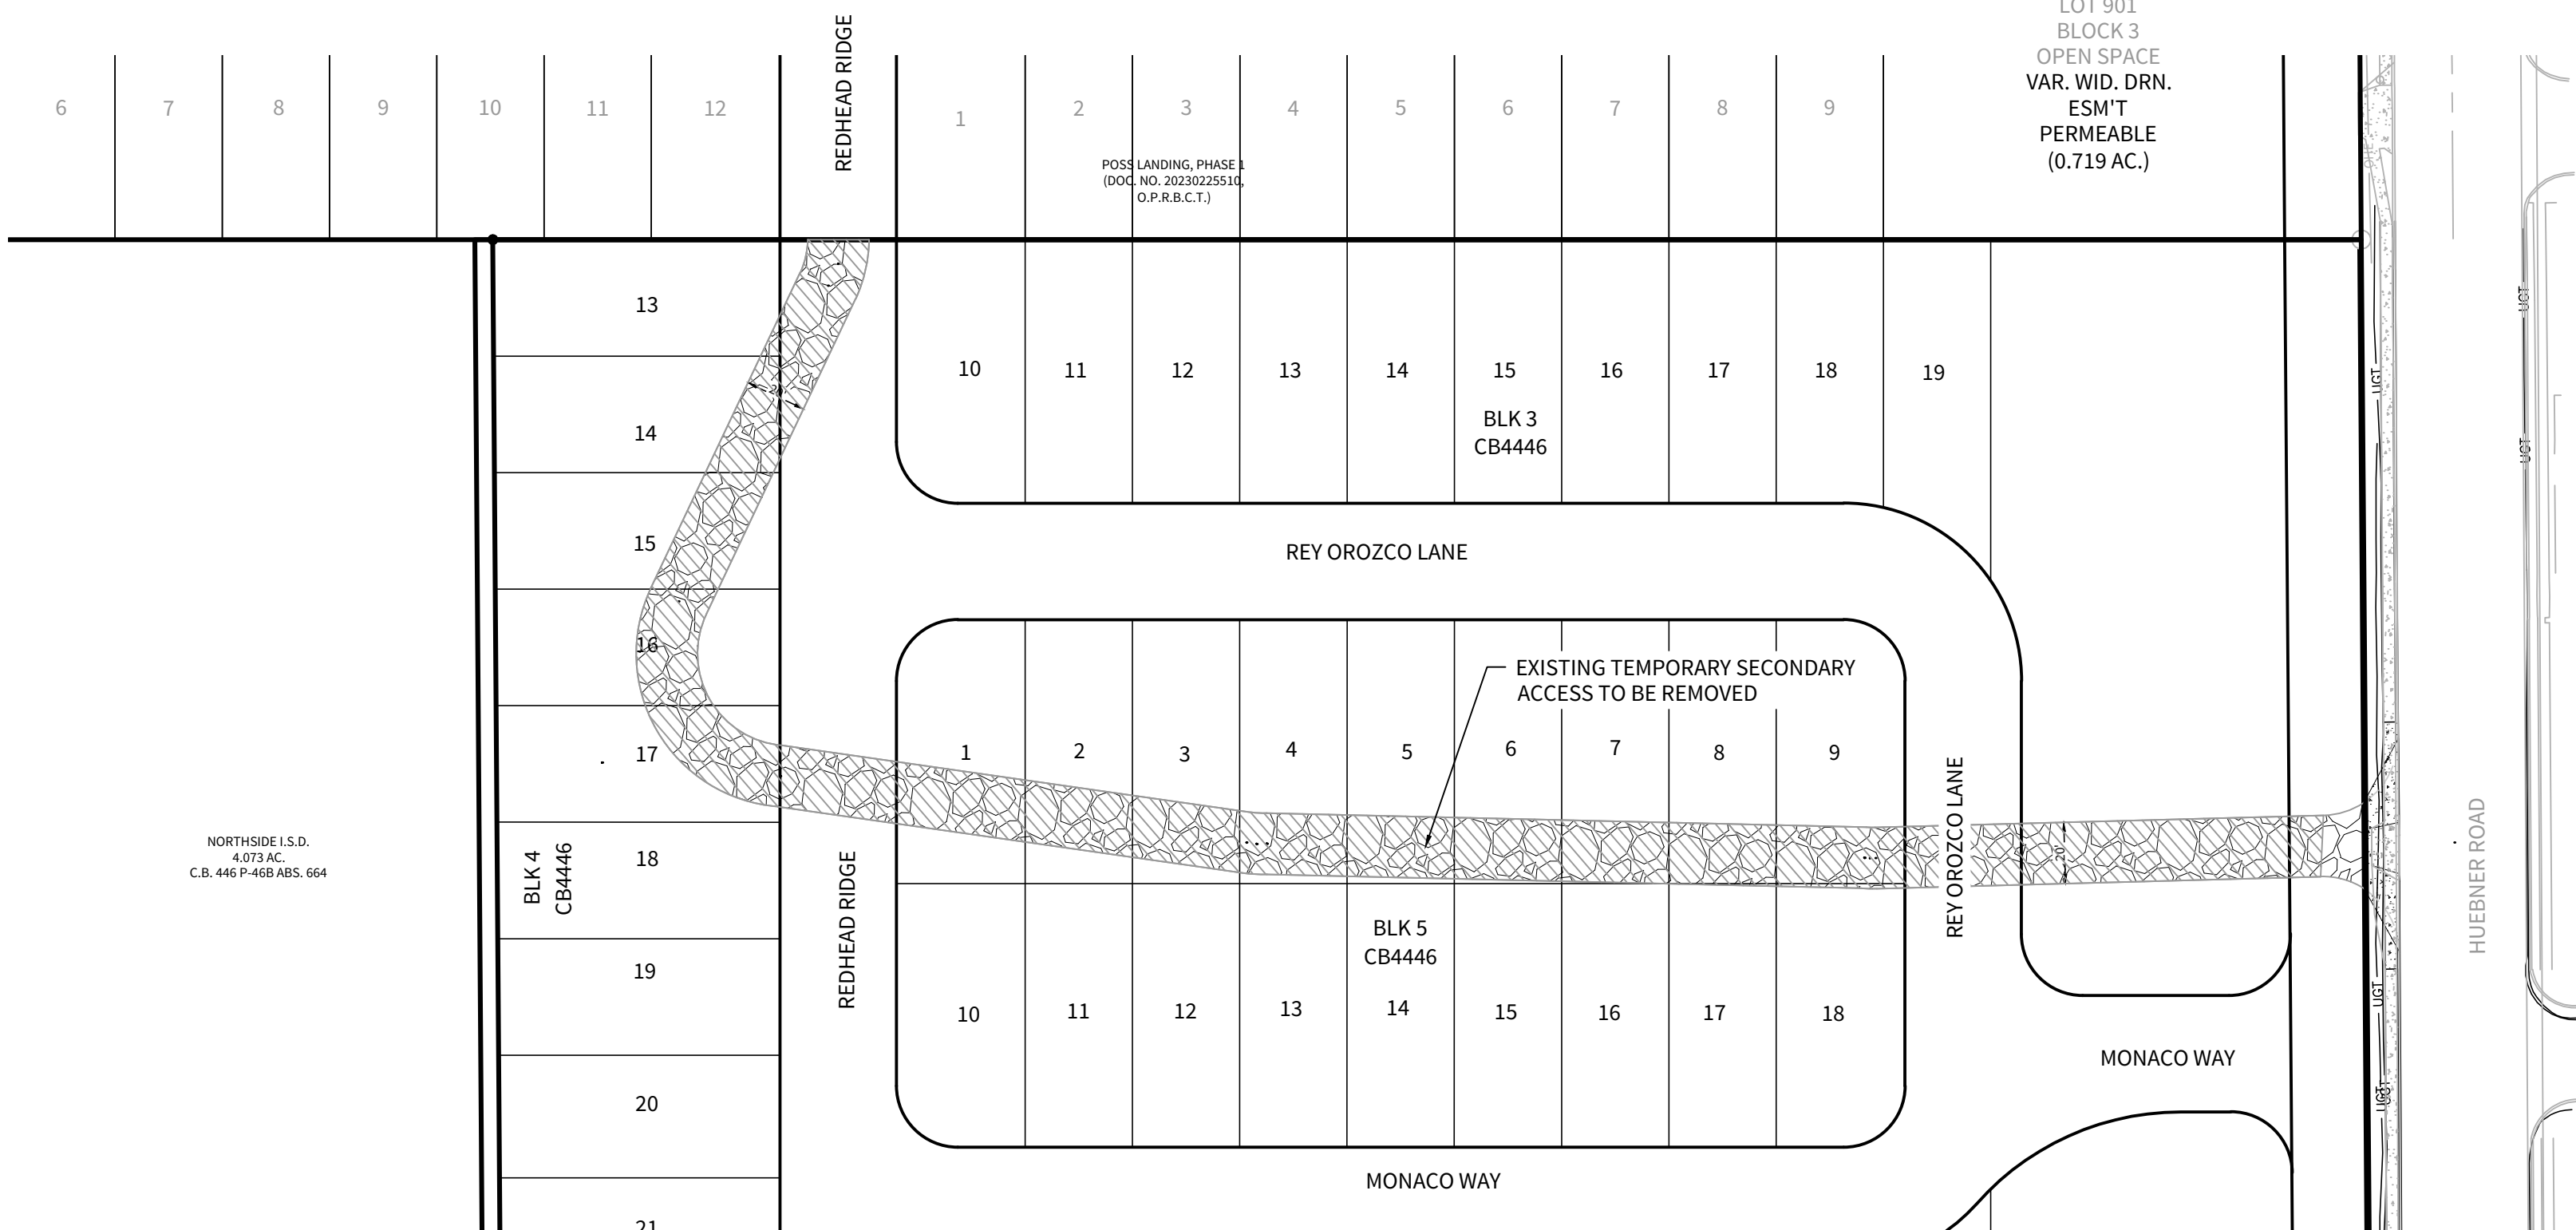 LOT 901
BLOCK 3
OPEN SPACE
VAR. WID. DRN.
ESM'T
PERMEABLE
(0.719 AC.)
REDHEAD RIDGE
6
7
8
9
10
11
12
1
2
3
4
5
6
7
8
9
POSS LANDING, PHASE 1
(DOC. NO. 20230225510,
O.P.R.B.C.T.)
13
14
15
16
17
18
19
20
21
BLK 4
CB4446
10
11
12
13
14
15
16
17
18
19
BLK 3
CB4446
REY OROZCO LANE
EXISTING TEMPORARY SECONDARY
ACCESS TO BE REMOVED
1
2
3
4
5
6
7
8
9
REY OROZCO LANE
20'
NORTHSIDE I.S.D.
4.073 AC.
C.B. 446 P-46B ABS. 664
REDHEAD RIDGE
BLK 5
CB4446
10
11
12
13
14
15
16
17
18
MONACO WAY
MONACO WAY
HUEBNER ROAD
UGT
UGT
UGT
UGT
UGT